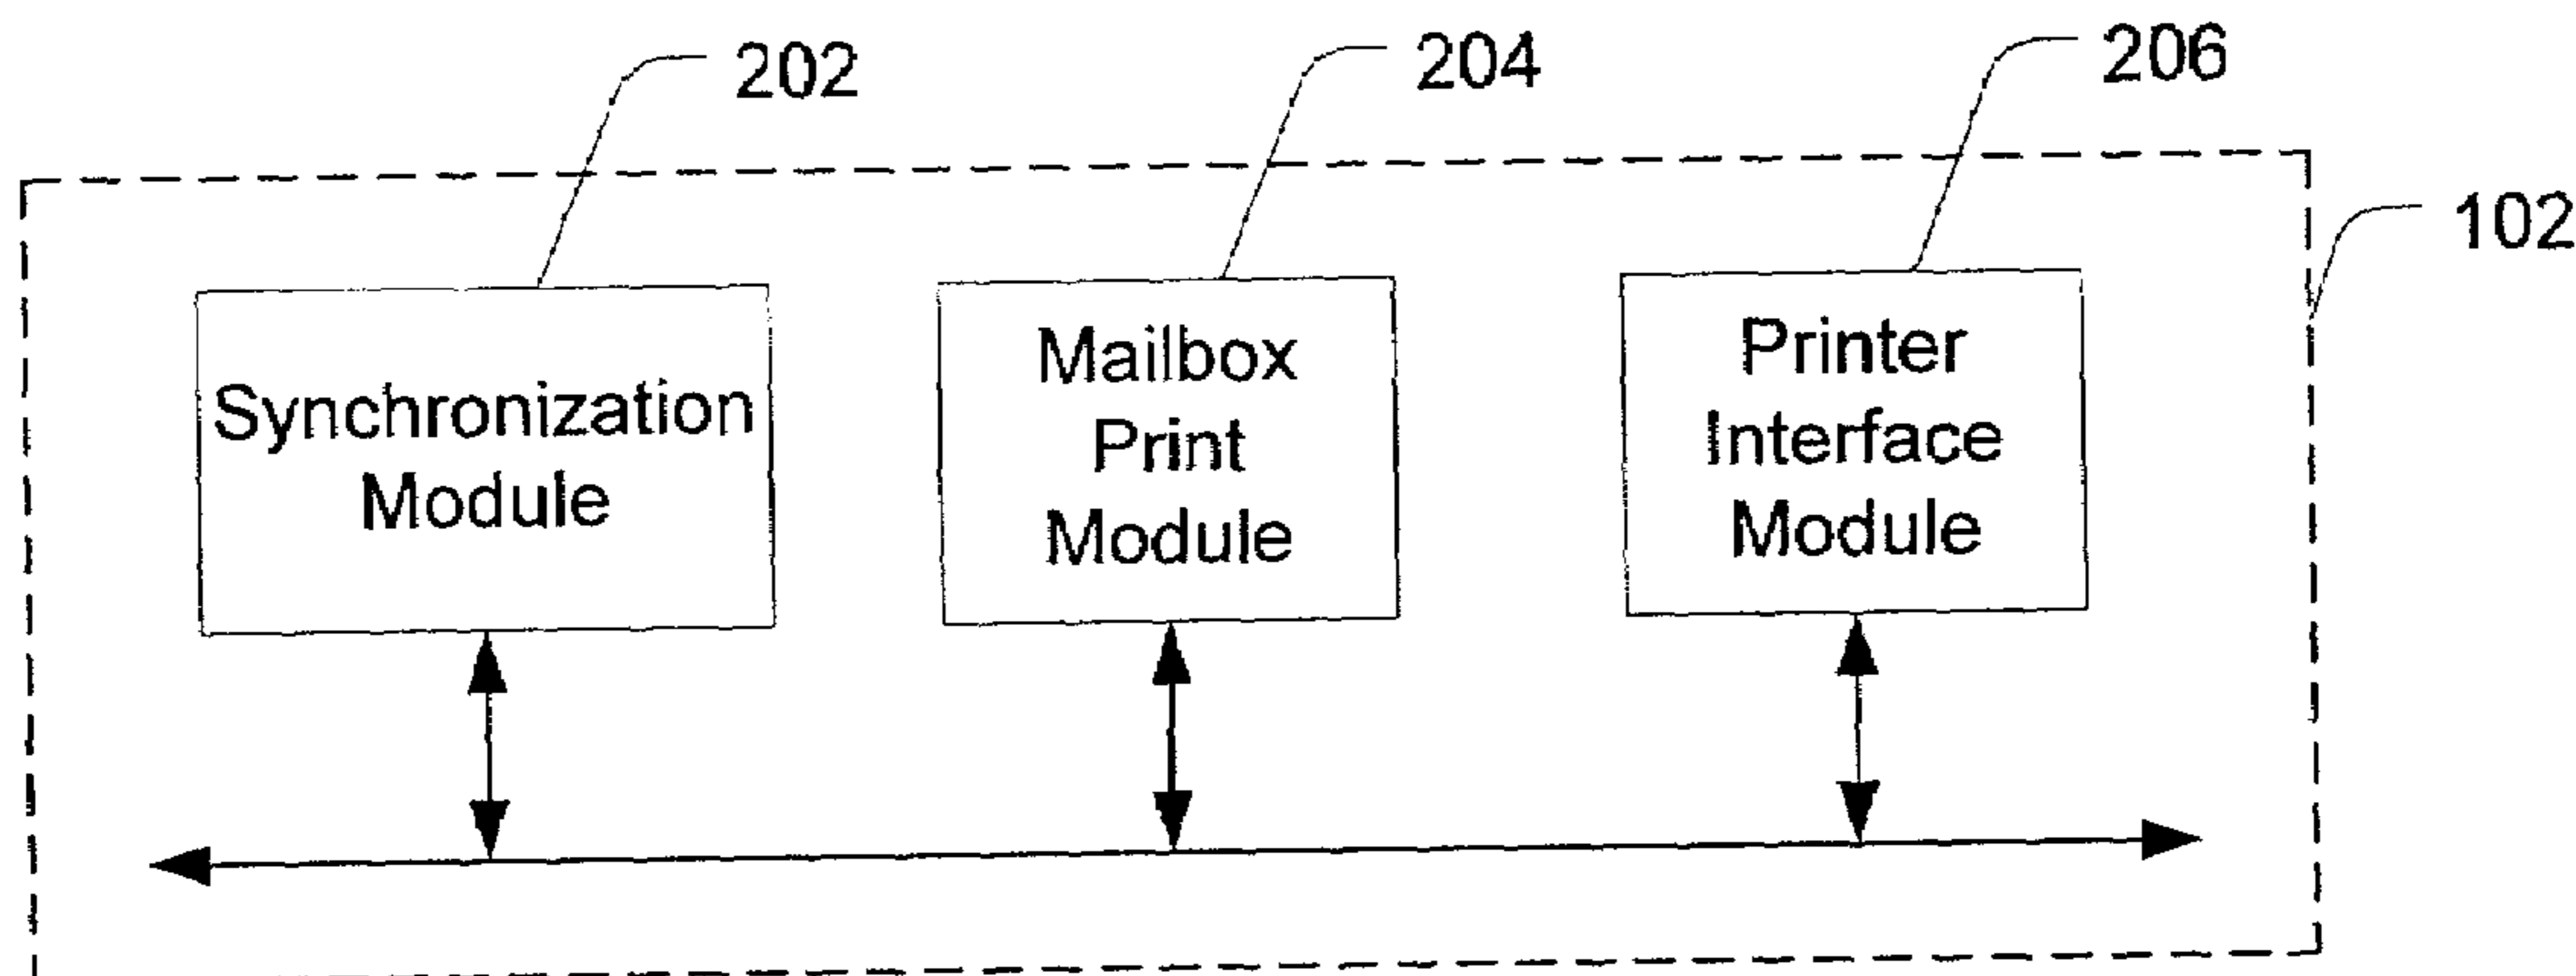 202
204
206
102
Synchronization
Module
Mailbox
Print
Module
Printer
Interface
Module